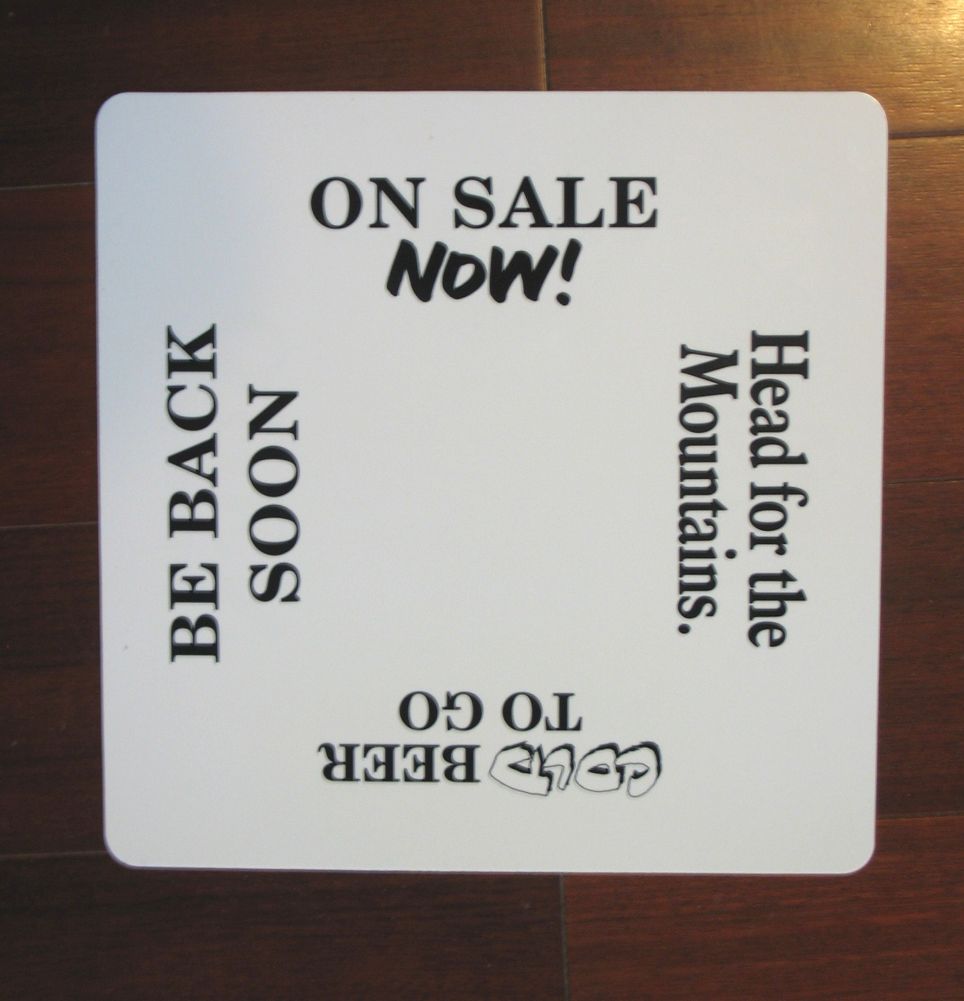 ON SALE
NOW!
Head for the
Mountains.
COLD BEER
TO GO
BE BACK
SOON